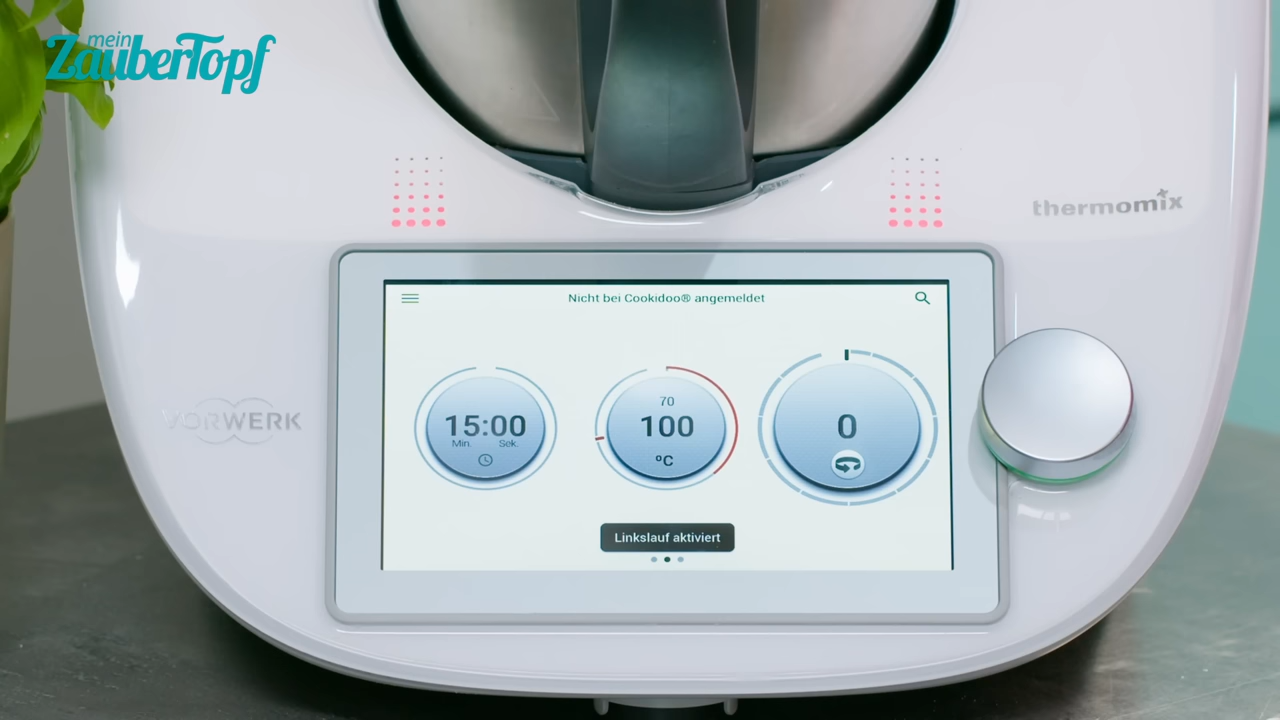 mein
ZauberTopf
thermomix
Nicht bei Cookidoo® angemeldet
VORWERK
15:00
Min. Sek.
70
100
°C
0
Linkslauf aktiviert